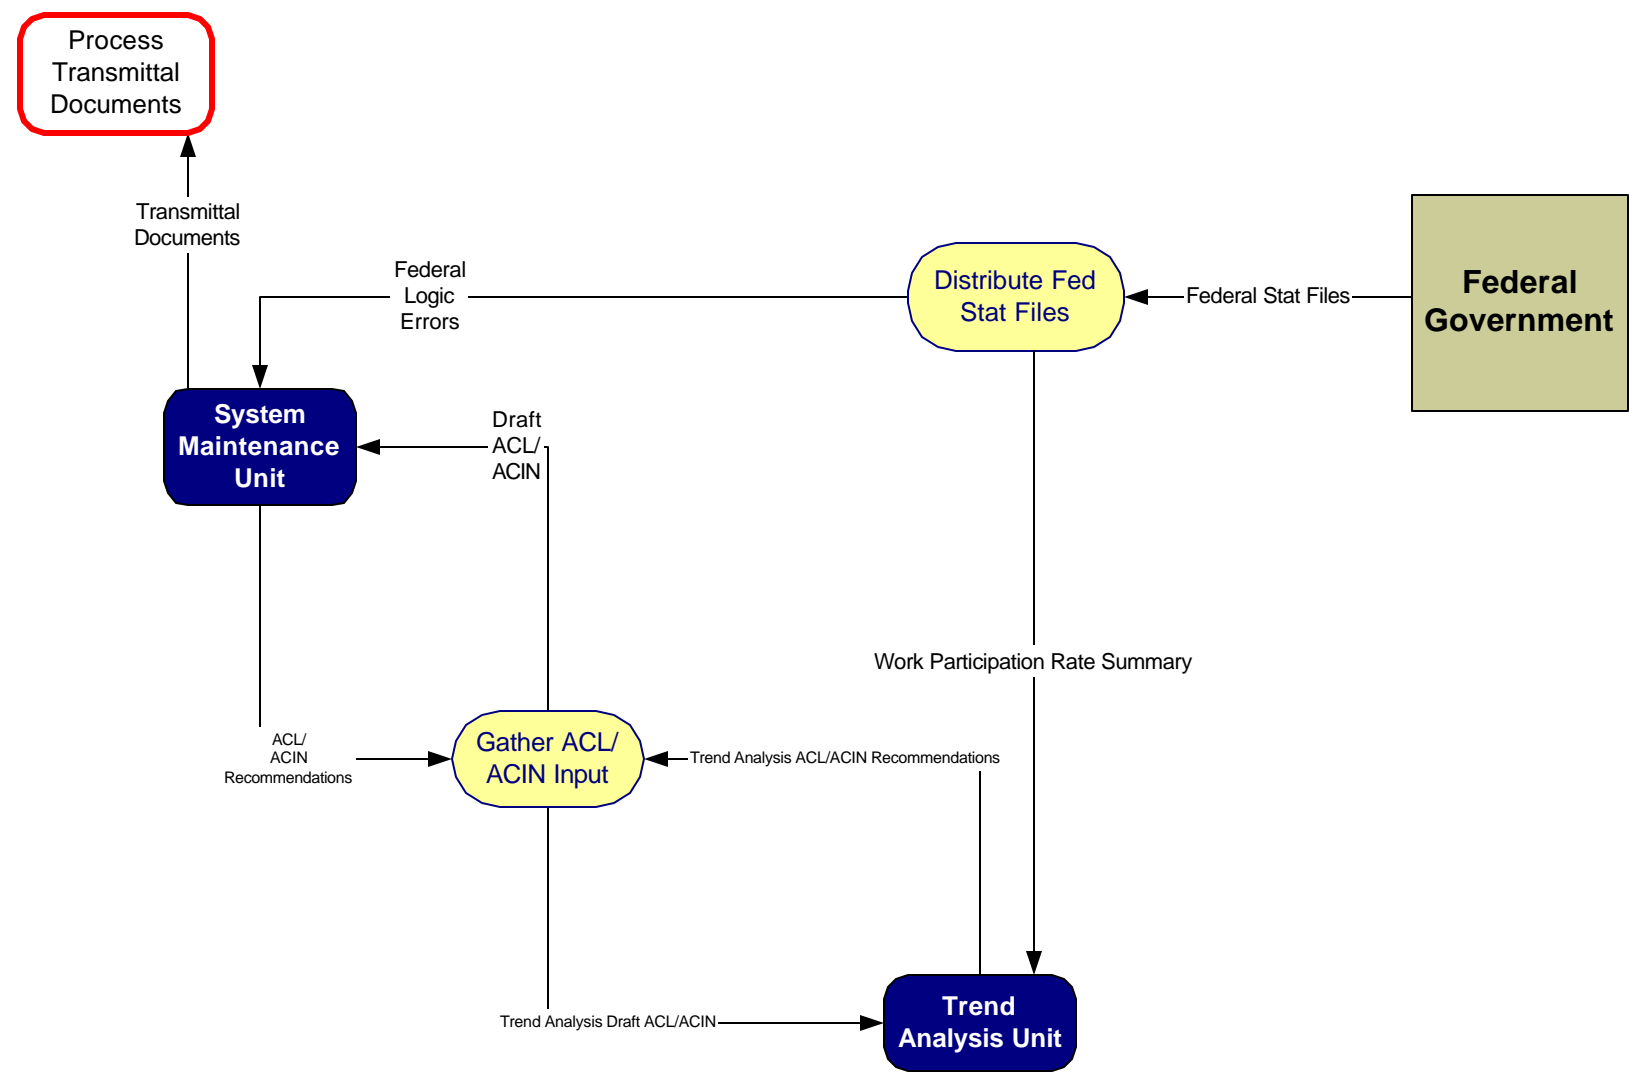 Process
Transmittal
Documents
Transmittal
Documents
Federal
Logic
Errors
Distribute Fed
Stat Files
Federal Stat Files
Federal
Government
System
Maintenance
Unit
Draft
ACL/
ACIN
Work Participation Rate Summary
ACL/
ACIN
Recommendations
Gather ACL/
ACIN Input
Trend Analysis ACL/ACIN Recommendations
Trend Analysis Draft ACL/ACIN
Trend
Analysis Unit